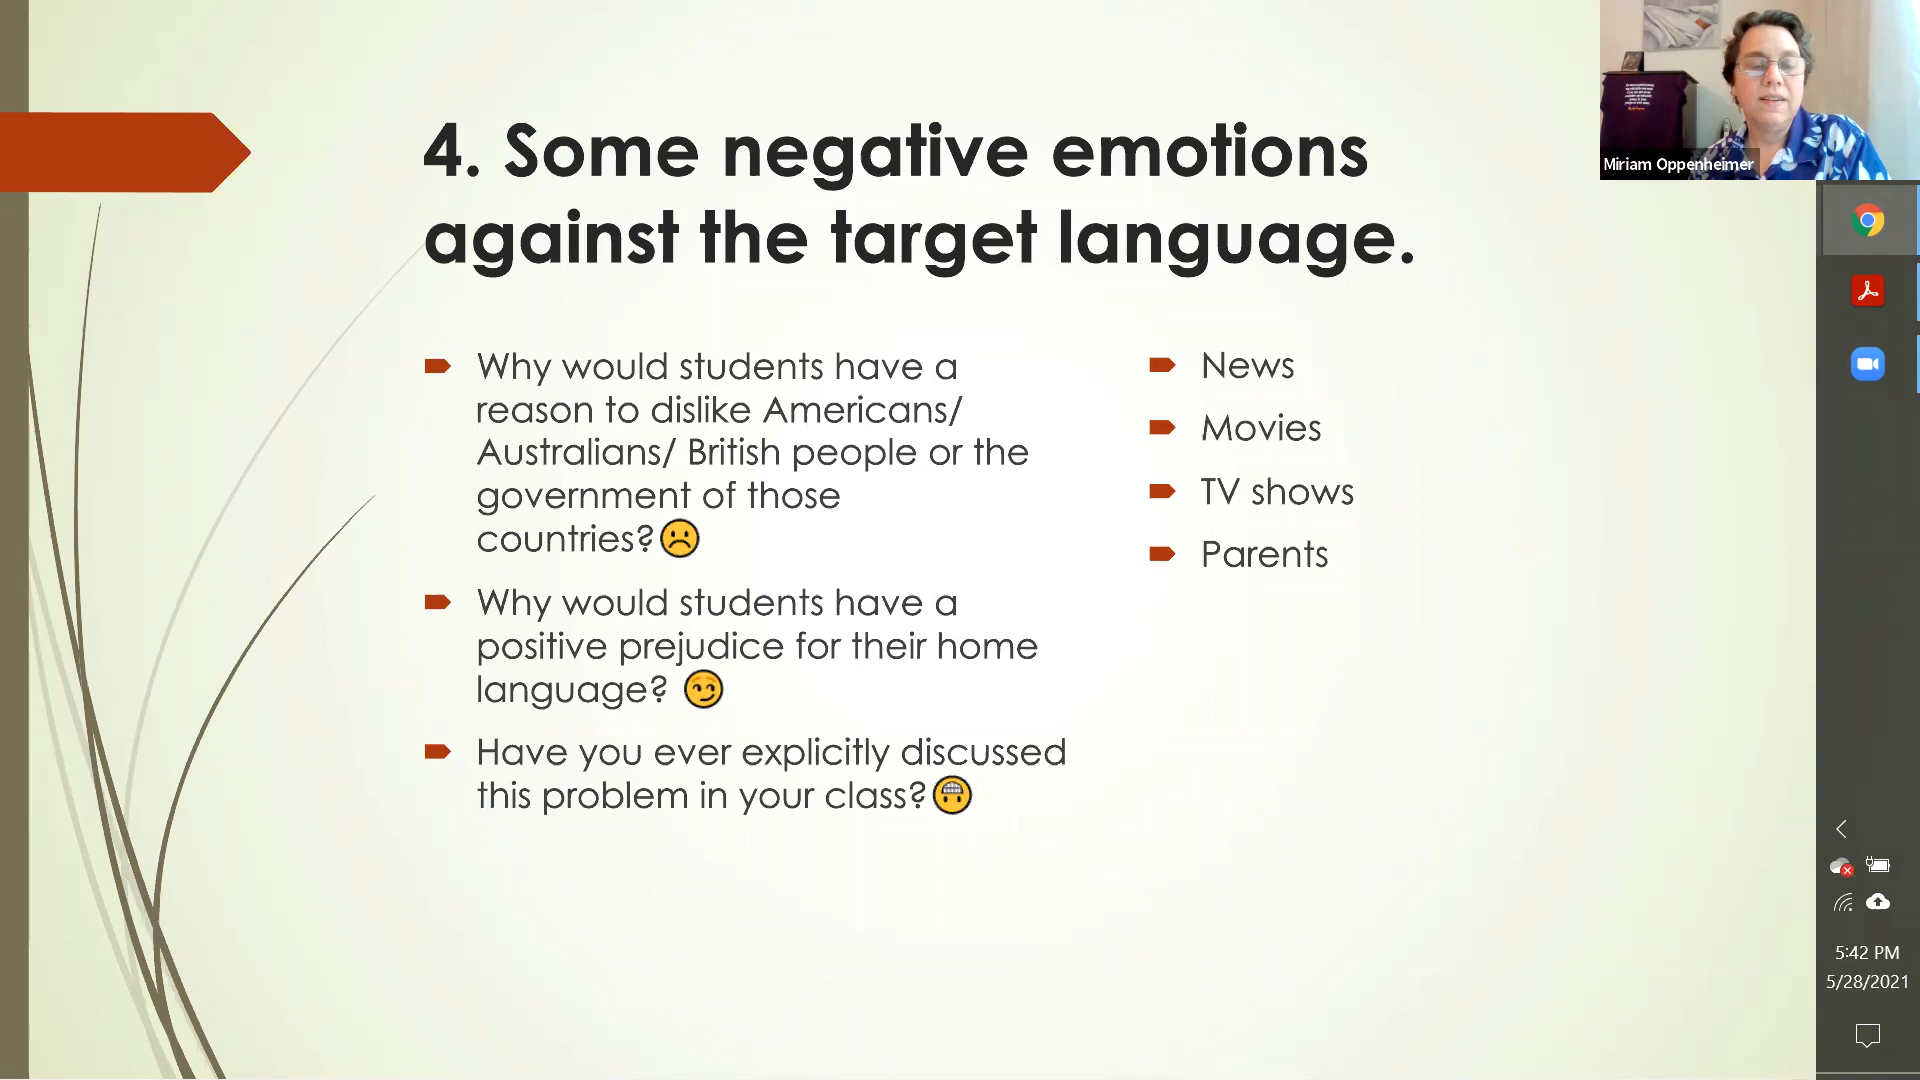 4. Some negative emotions
against the target language.
Why would students have a
reason to dislike Americans/
Australians/ British people or the
government of those
countries?
Why would students have a
positive prejudice for their home
language?
Have you ever explicitly discussed
this problem in your class?
News
Movies
TV shows
Parents
Miriam Oppenheimer
5:42 PM
5/28/2021